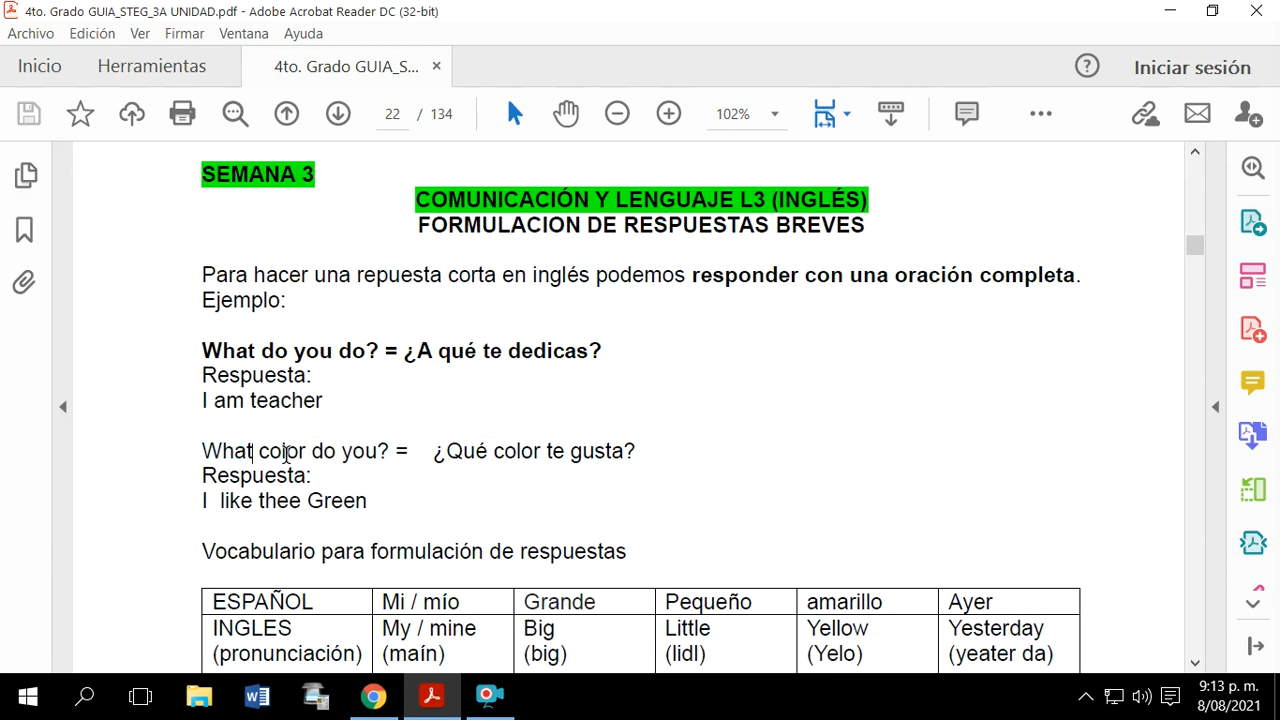 4to. Grado GUIA_STEG_3A UNIDAD.pdf - Adobe Acrobat Reader DC (32-bit)
Archivo Edición Ver Firmar Ventana Ayuda
Inicio Herramientas 4to. Grado GUIA_S... × Iniciar sesión
22 / 134 102%
SEMANA 3
COMUNICACIÓN Y LENGUAJE L3 (INGLÉS)
FORMULACION DE RESPUESTAS BREVES
Para hacer una repuesta corta en inglés podemos responder con una oración completa.
Ejemplo:
What do you do? = ¿A qué te dedicas?
Respuesta:
I am teacher
What color do you? = ¿Qué color te gusta?
Respuesta:
I like thee Green
Vocabulario para formulación de respuestas
ESPAÑOL Mi / mío Grande Pequeño amarillo Ayer
INGLES My / mine Big Little Yellow Yesterday
(pronunciación) (maín) (big) (lidl) (Yelo) (yeater da)
9:13 p. m.
8/08/2021